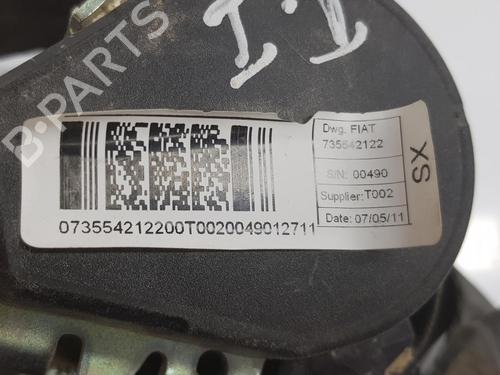 B-PARTS
I.T
Dwg. FIAT
735542122
S/N: 00490
Supplier:T002
Date: 07/05/11
SX
073554212200T0020049012711